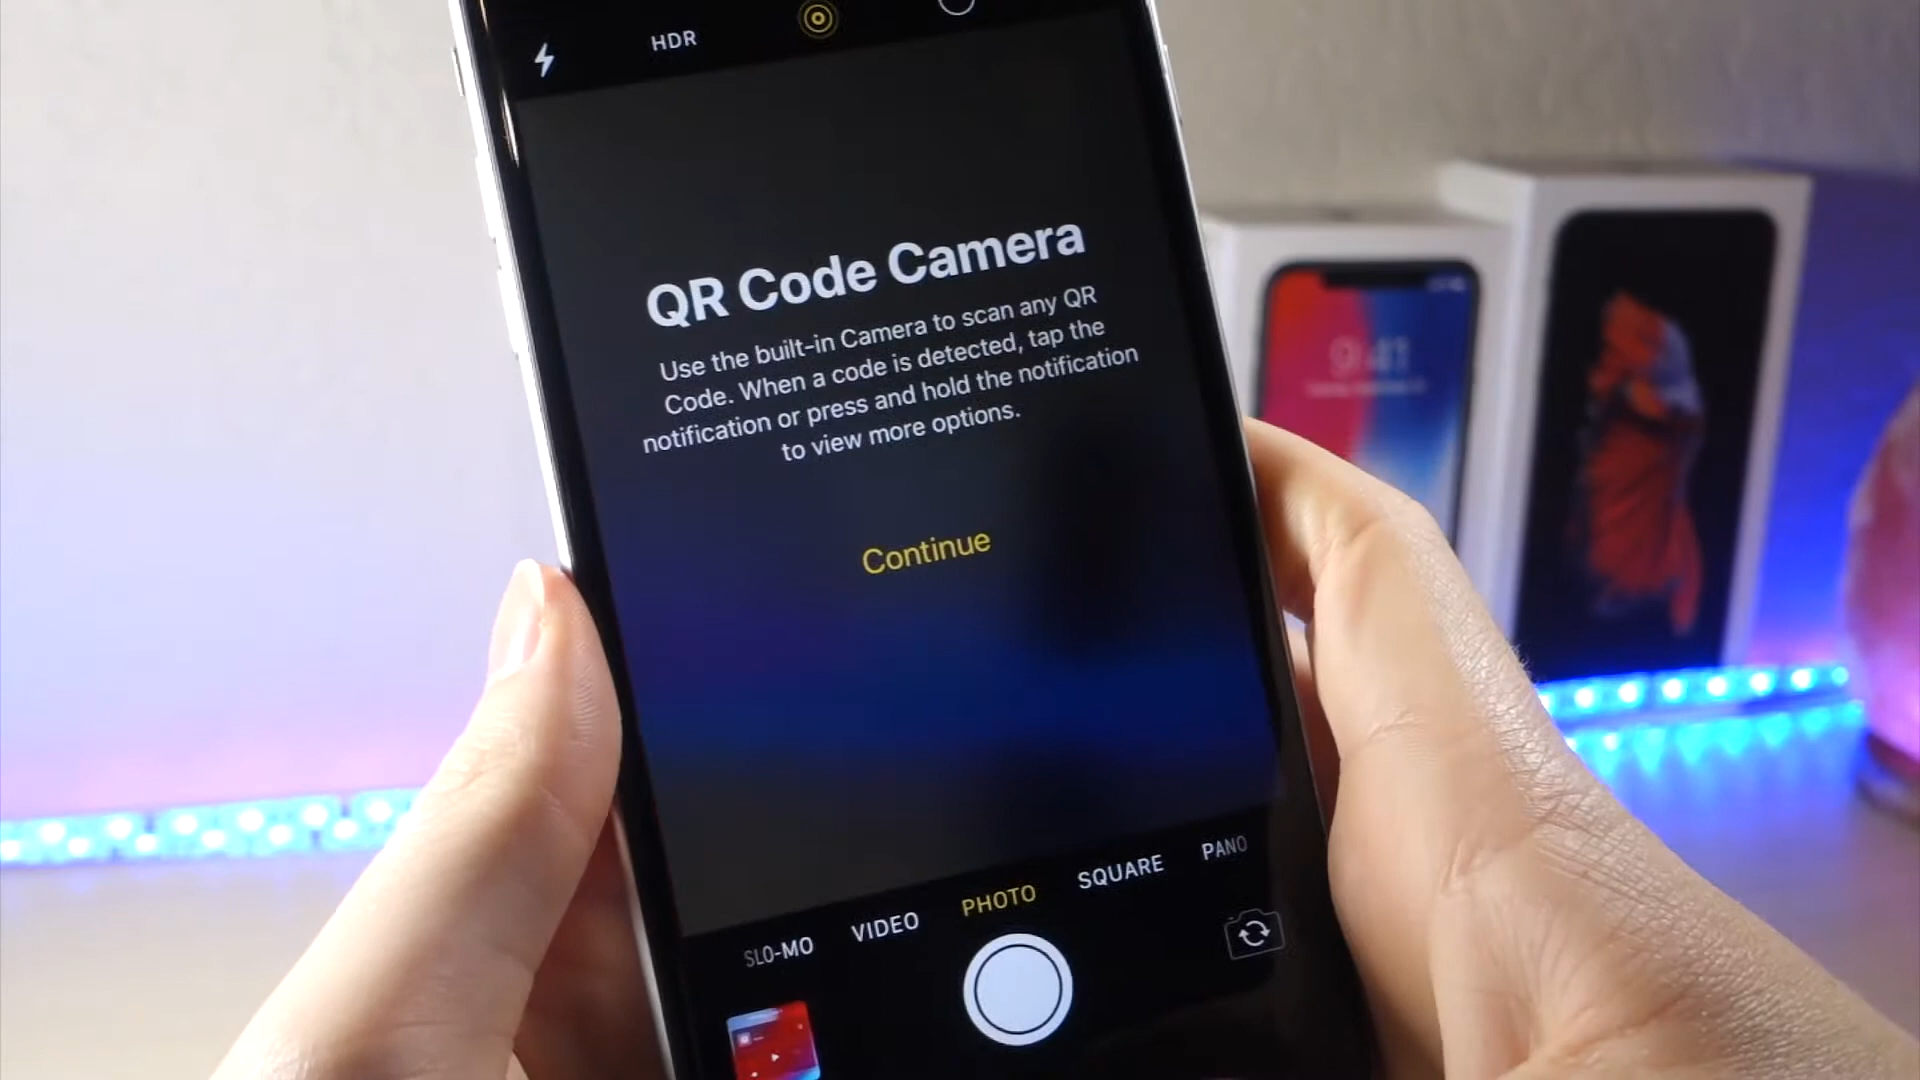 HDR
QR Code Camera
Use the built-in Camera to scan any QR
Code. When a code is detected, tap the
notification or press and hold the notification
to view more options.
Continue
SLO-MO VIDEO PHOTO SQUARE PANO
9:41